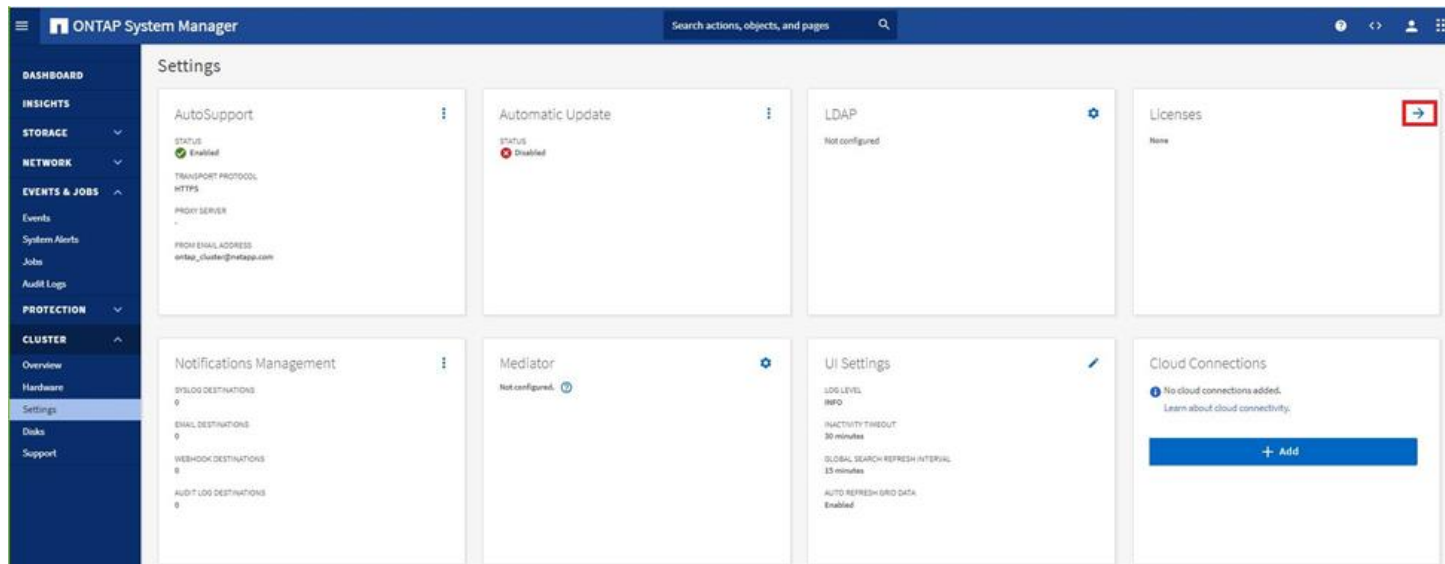 ONTAP System Manager
Search actions, objects, and pages
DASHBOARD
INSIGHTS
STORAGE
NETWORK
EVENTS & JOBS
Events
System Alerts
Jobs
Audit Logs
PROTECTION
CLUSTER
Overview
Hardware
Settings
Disks
Support
Settings
AutoSupport
STATUS
Enabled
TRANSPORT PROTOCOL
HTTPS
PROXY SERVER
-
FROM EMAIL ADDRESS
ontap_cluster@netapp.com
Automatic Update
STATUS
Disabled
LDAP
Not configured
Licenses
None
Notifications Management
SYSLOG DESTINATIONS
0
EMAIL DESTINATIONS
0
WEBHOOK DESTINATIONS
0
AUDIT LOG DESTINATIONS
0
Mediator
Not configured.
UI Settings
LOG LEVEL
INFO
INACTIVITY TIMEOUT
30 minutes
GLOBAL SEARCH REFRESH INTERVAL
15 minutes
AUTO REFRESH GRID DATA
Enabled
Cloud Connections
No cloud connections added.
Learn about cloud connectivity.
+ Add